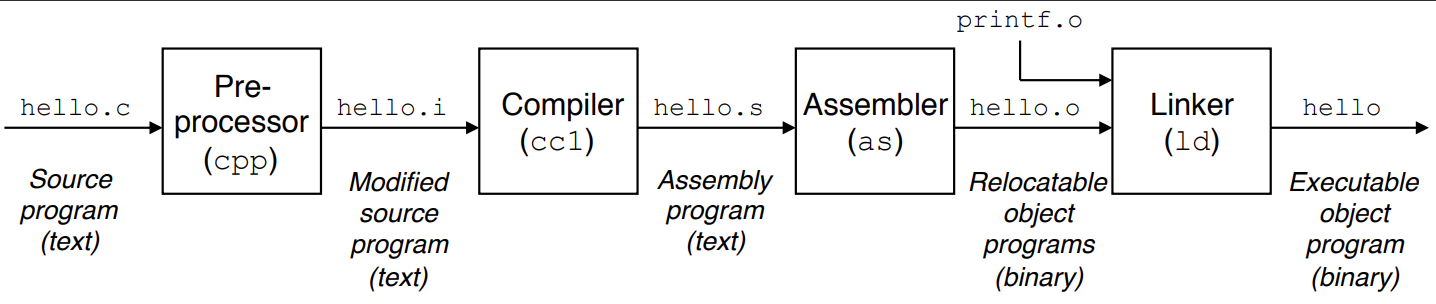 printf.o
hello.c
Pre-
processor
(cpp)
hello.i
Compiler
(cc1)
hello.s
Assembler
(as)
hello.o
Linker
(ld)
hello
Source
program
(text)
Modified
source
program
(text)
Assembly
program
(text)
Relocatable
object
programs
(binary)
Executable
object
program
(binary)